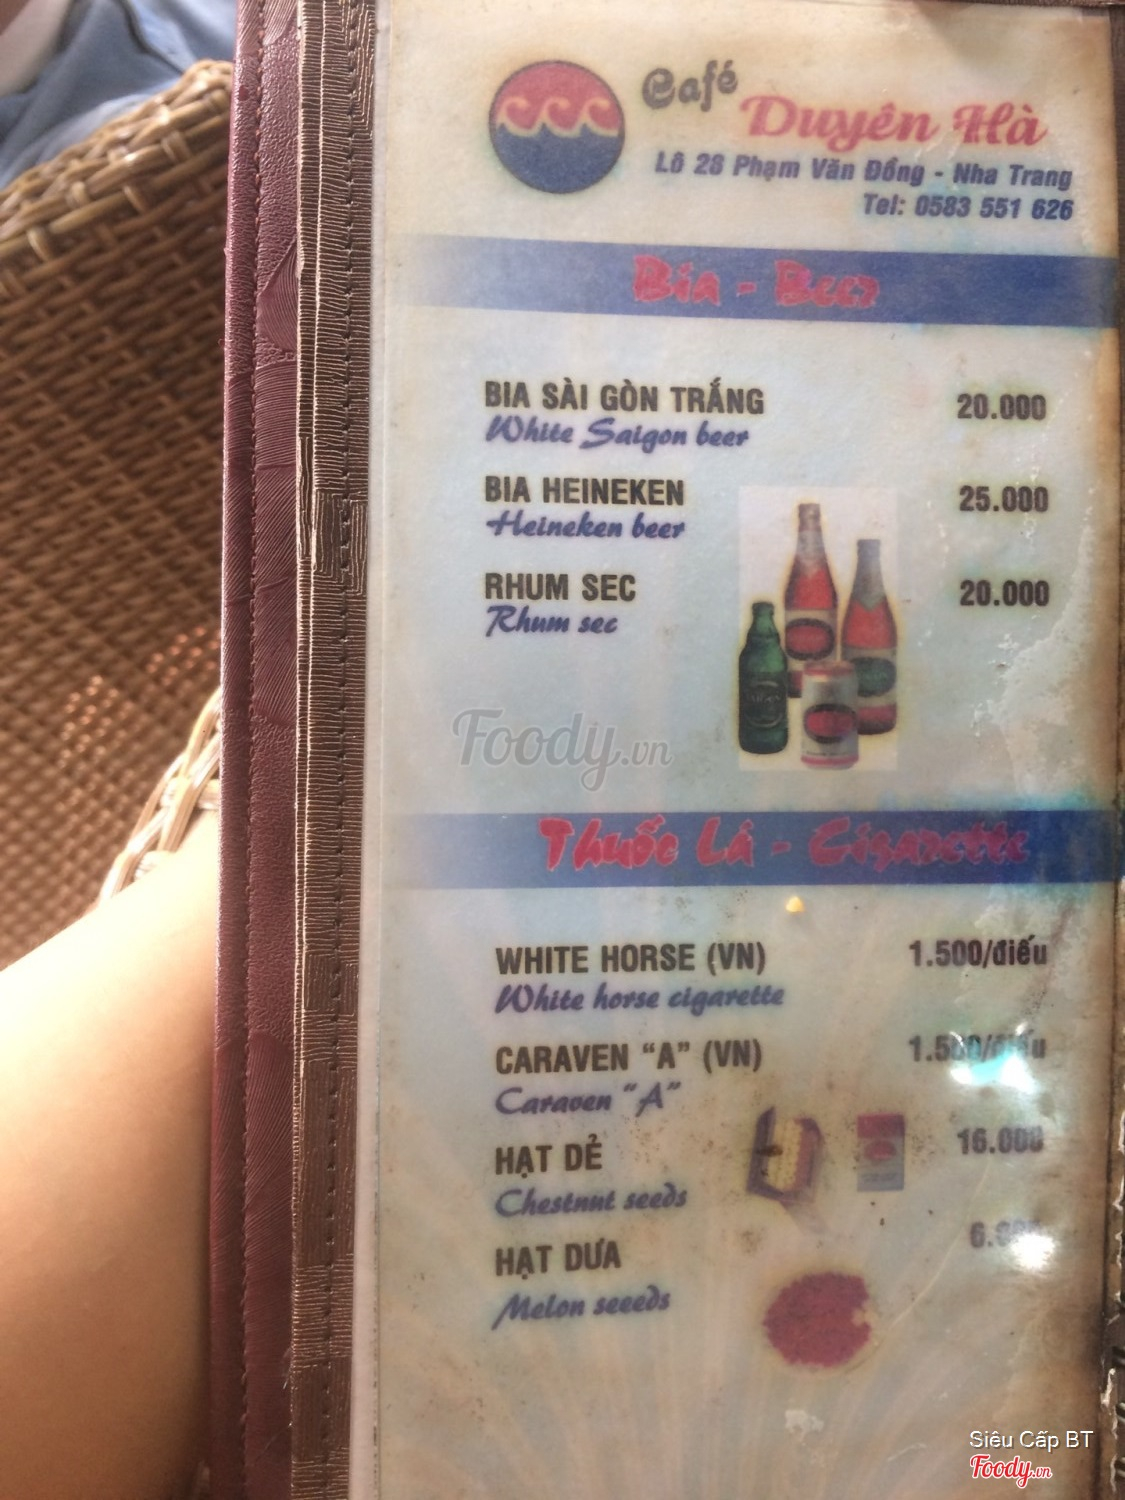 Café
Duyên Hà
Lô 28 Phạm Văn Đồng - Nha Trang
Tel: 0583 551 626
Bia - Beer
BIA SÀI GÒN TRẮNG 20.000
White Saigon beer
BIA HEINEKEN 25.000
Heineken beer
RHUM SEC 20.000
Rhum sec
Foody.vn
Thuốc Lá - Cigarette
WHITE HORSE (VN) 1.500/điếu
White horse cigarette
CARAVEN “A” (VN) 1.500/điếu
Caraven “A”
HẠT DẺ 16.000
Chestnut seeds
HẠT DƯA
Melon seeeds
Siêu Cấp BT
Foody.vn